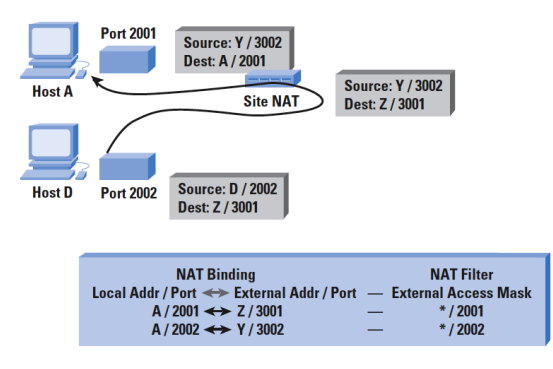 Port 2001
Source: Y / 3002
Dest: A / 2001
Host A
Site NAT
Source: Y / 3002
Dest: Z / 3001
Host D
Port 2002
Source: D / 2002
Dest: Z / 3001
NAT Binding NAT Filter
Local Addr / Port ↔ External Addr / Port — External Access Mask
A / 2001 ↔ Z / 3001 — * / 2001
A / 2002 ↔ Y / 3002 — * / 2002